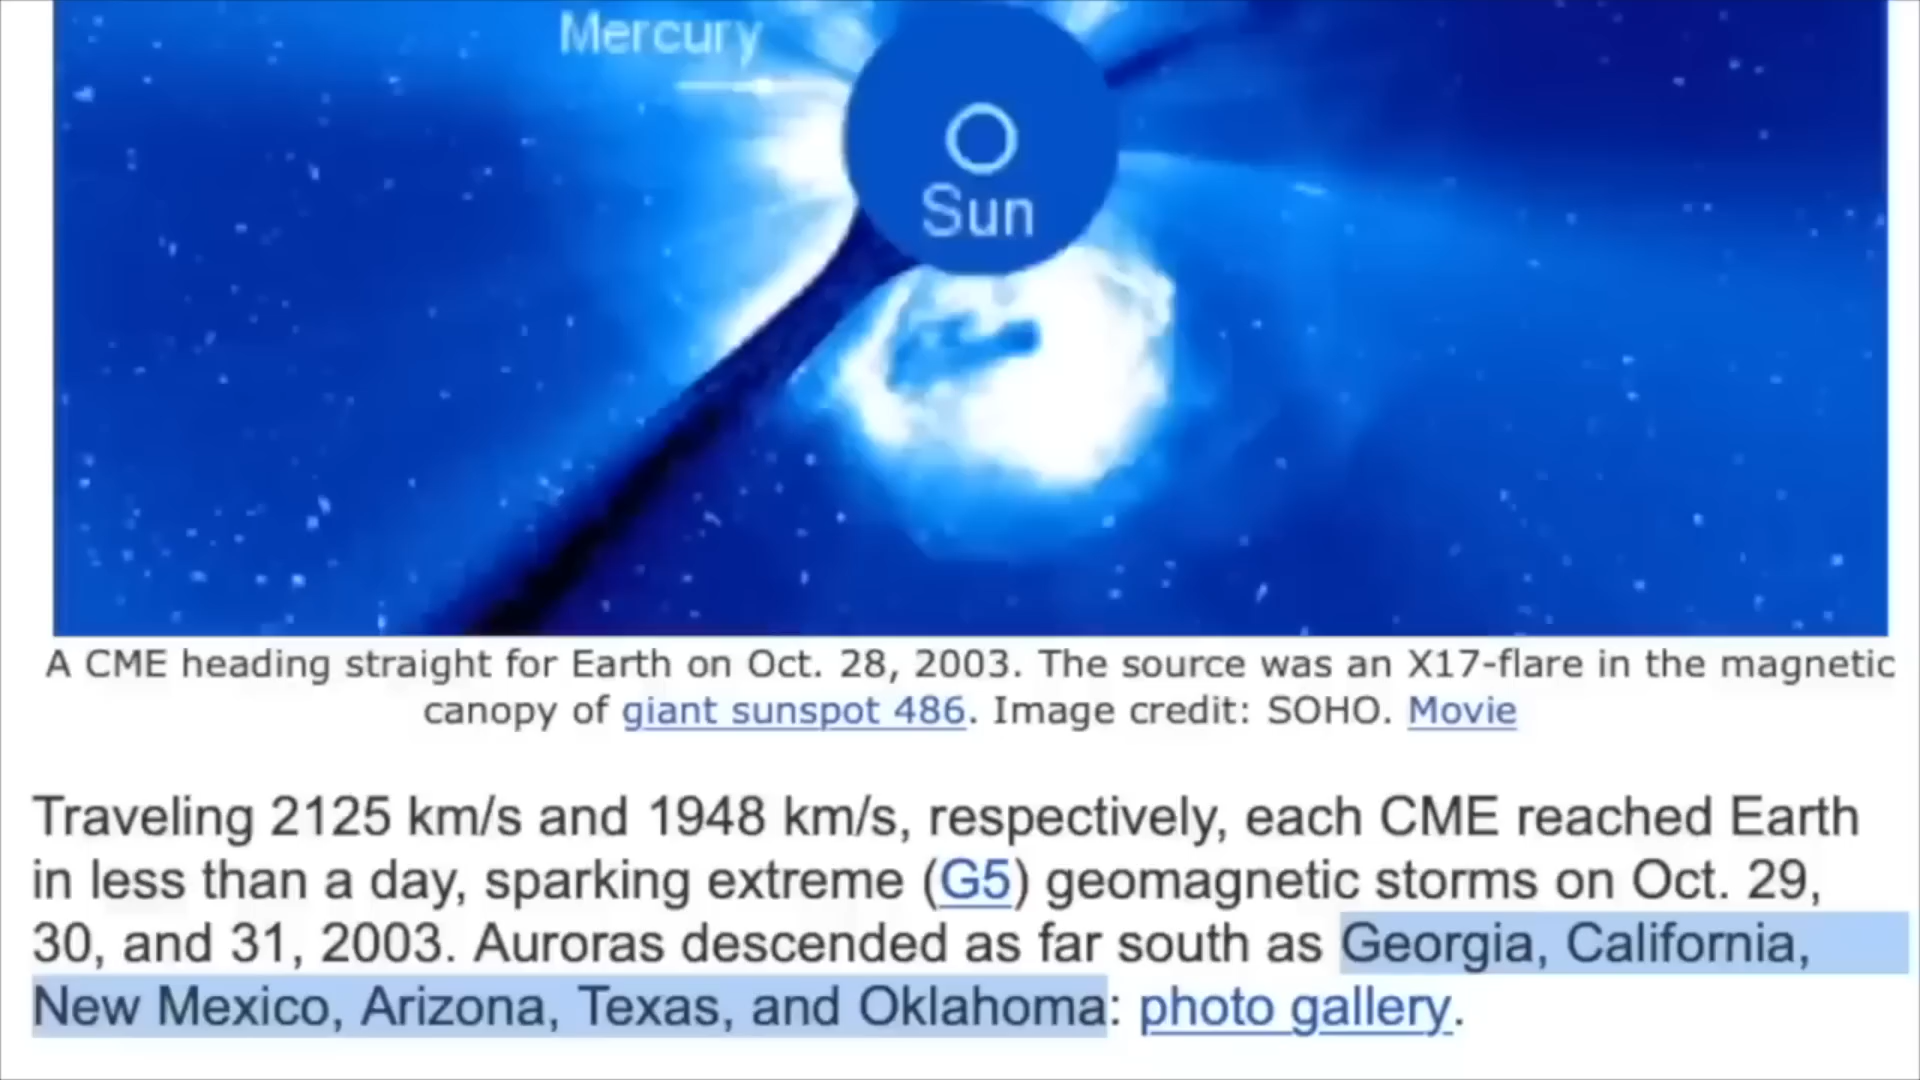 Mercury
Sun
A CME heading straight for Earth on Oct. 28, 2003. The source was an X17-flare in the magnetic
canopy of giant sunspot 486. Image credit: SOHO. Movie
Traveling 2125 km/s and 1948 km/s, respectively, each CME reached Earth
in less than a day, sparking extreme (G5) geomagnetic storms on Oct. 29,
30, and 31, 2003. Auroras descended as far south as Georgia, California,
New Mexico, Arizona, Texas, and Oklahoma: photo gallery.